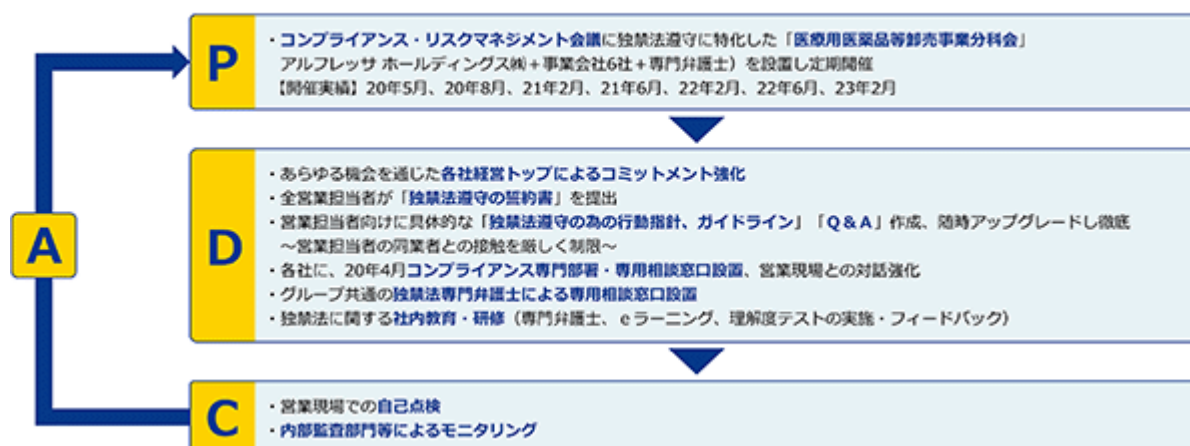 P
・コンプライアンス・リスクマネジメント会議に独禁法遵守に特化した「医療用医薬品等卸売事業分科会」
アルフレッサ ホールディングス㈱＋事業会社6社＋専門弁護士）を設置し定期開催
【開催実績】20年5月、20年8月、21年2月、21年6月、22年2月、22年6月、23年2月
D
・あらゆる機会を通じた各社経営トップによるコミットメント強化
・全営業担当者が「独禁法遵守の誓約書」を提出
・営業担当者向けに具体的な「独禁法遵守の為の行動指針、ガイドライン」「Q＆A」作成、随時アップグレードし徹底
～営業担当者の同業者との接触を厳しく制限～
・各社に、20年4月コンプライアンス専門部署・専用相談窓口設置、営業現場との対話強化
・グループ共通の独禁法専門弁護士による専用相談窓口設置
・独禁法に関する社内教育・研修（専門弁護士、eラーニング、理解度テストの実施・フィードバック）
A
C
・営業現場での自己点検
・内部監査部門等によるモニタリング